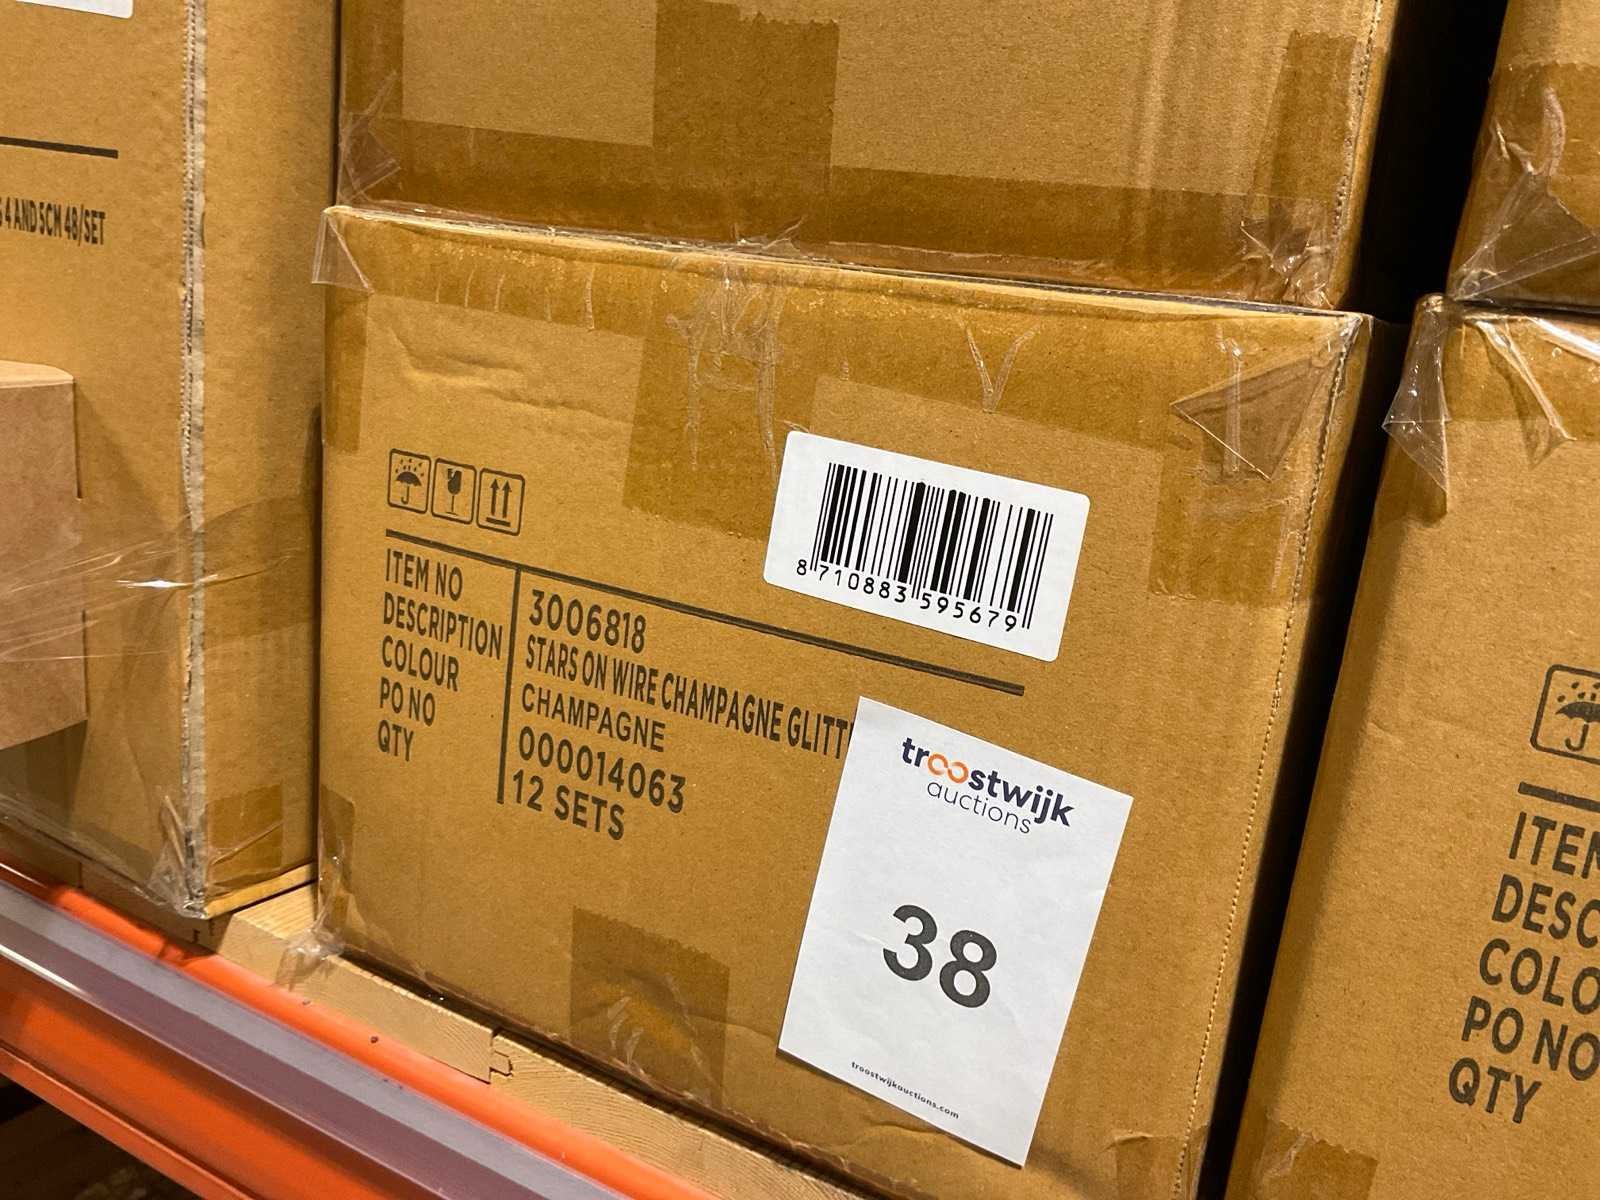 4 AND 5CM 48/SET
8 710883 595679
ITEM NO 3006818
DESCRIPTION STARS ON WIRE CHAMPAGNE GLITT
COLOUR CHAMPAGNE
PO NO 000014063
QTY 12 SETS
troostwijk
auctions
38
troostwijkauctions.com
ITEM
DESC
COLO
PO NO
QTY